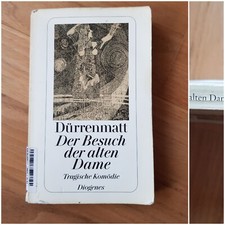 Dürrenmatt
Der Besuch
der alten
Dame
Tragische Komödie
Diogenes
alten Dar